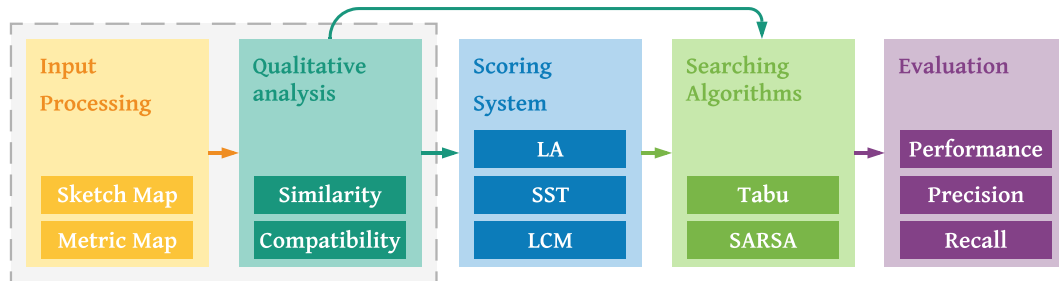 Input
Processing
Sketch Map
Metric Map
Qualitative
analysis
Similarity
Compatibility
Scoring
System
LA
SST
LCM
Searching
Algorithms
Tabu
SARSA
Evaluation
Performance
Precision
Recall